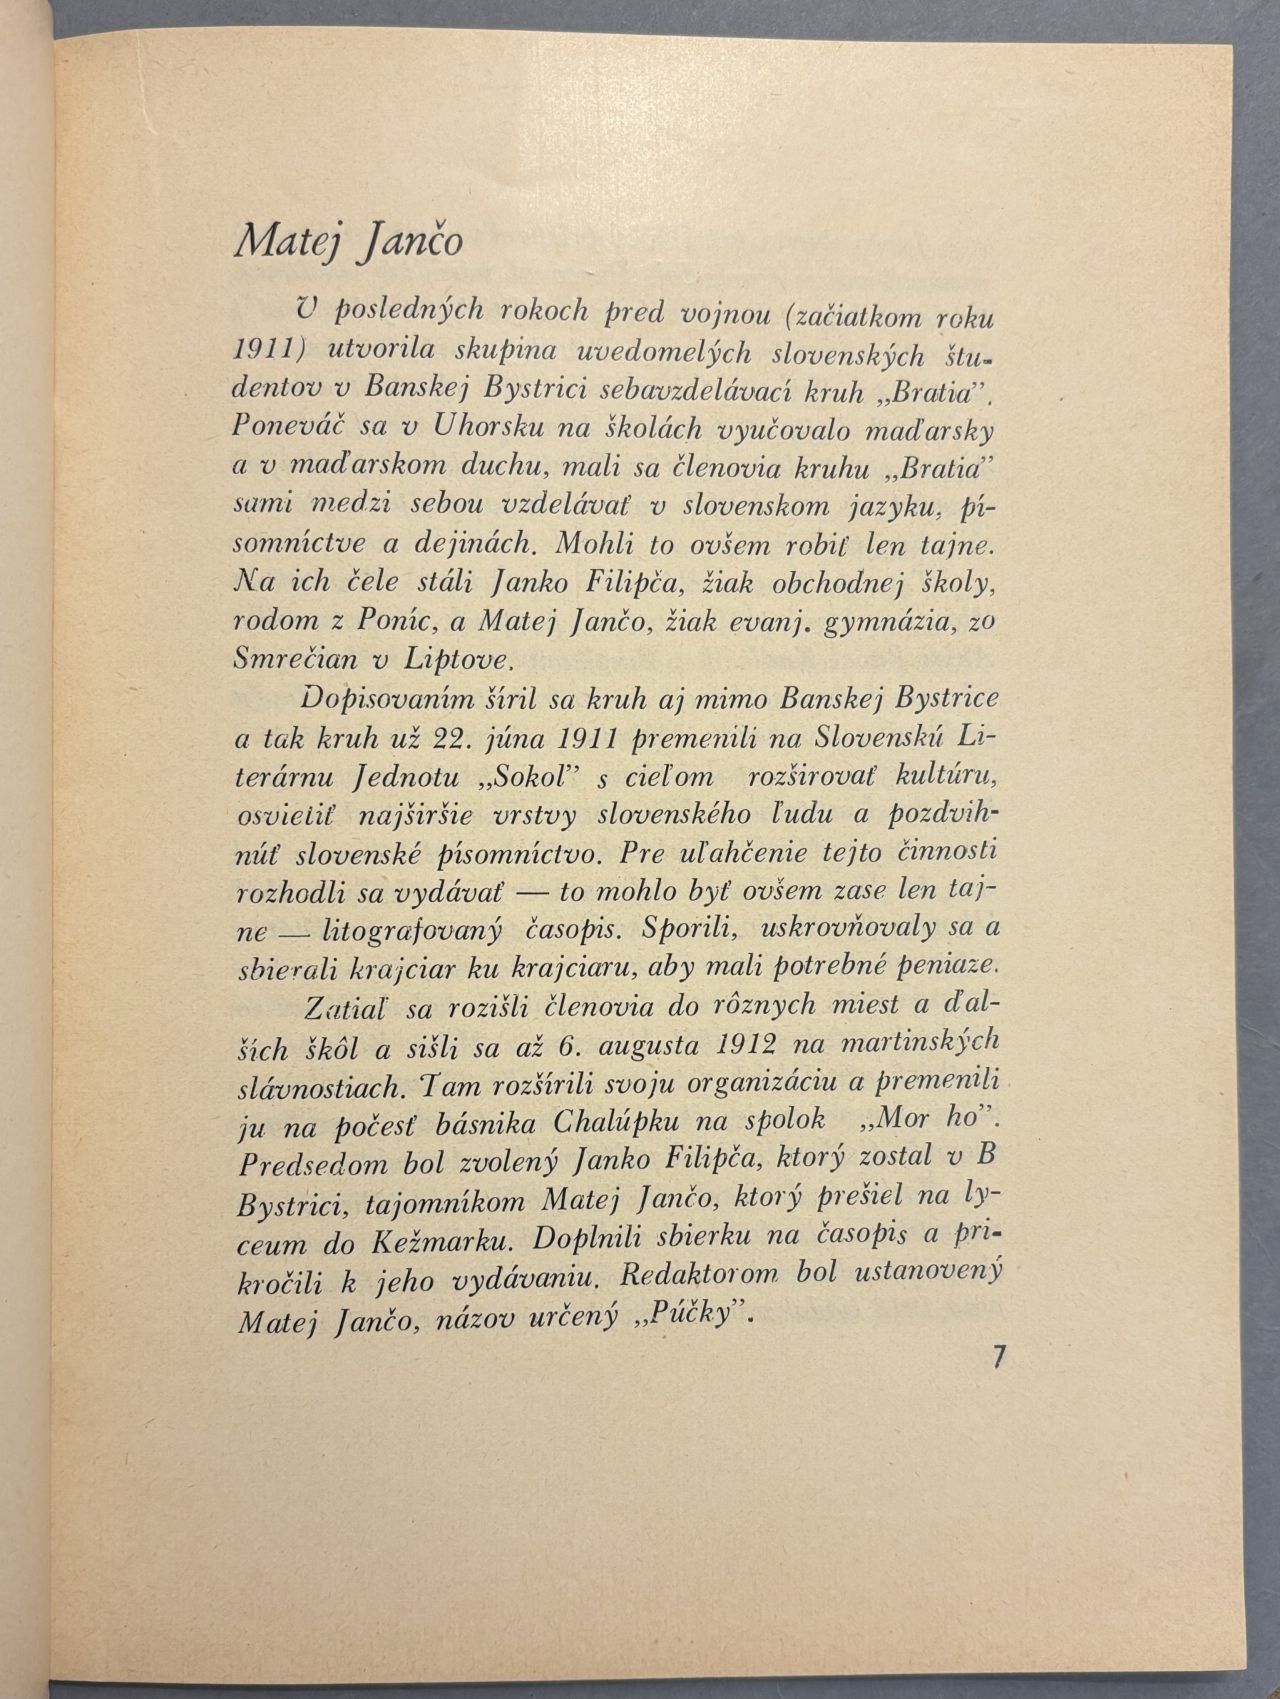 Matej Jančo
V posledných rokoch pred vojnou (začiatkom roku
1911) utvorila skupina uvedomelých slovenských štu-
dentov v Banskej Bystrici sebavzdelávací kruh „Bratia”.
Poneváč sa v Uhorsku na školách vyučovalo maďarsky
a v maďarskom duchu, mali sa členovia kruhu „Bratia”
sami medzi sebou vzdelávať v slovenskom jazyku, pí-
somníctve a dejinách. Mohli to ovšem robiť len tajne.
Na ich čele stáli Janko Filipča, žiak obchodnej školy,
rodom z Poníc, a Matej Jančo, žiak evanj. gymnázia, zo
Smrečian v Liptove.
Dopisovaním šíril sa kruh aj mimo Banskej Bystrice
a tak kruh už 22. júna 1911 premenili na Slovenskú Li-
terárnu Jednotu „Sokol” s cieľom rozširovať kultúru,
osvietiť najširšie vrstvy slovenského ľudu a pozdvih-
núť slovenské písomníctvo. Pre uľahčenie tejto činnosti
rozhodli sa vydávať — to mohlo byť ovšem zase len taj-
ne — litografovaný časopis. Sporili, uskrovňovaly sa a
sbierali krajciar ku krajciaru, aby mali potrebné peniaze.
Zatiaľ sa rozišli členovia do rôznych miest a ďal-
ších škôl a sišli sa až 6. augusta 1912 na martinských
slávnostiach. Tam rozšírili svoju organizáciu a premenili
ju na počesť básnika Chalúpku na spolok „Mor ho”.
Predsedom bol zvolený Janko Filipča, ktorý zostal v B
Bystrici, tajomníkom Matej Jančo, ktorý prešiel na ly-
ceum do Kežmarku. Doplnili sbierku na časopis a pri-
kročili k jeho vydávaniu. Redaktorom bol ustanovený
Matej Jančo, názov určený „Púčky”.
7